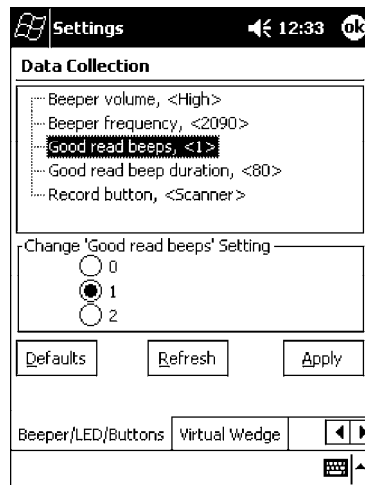 Settings 12:33 ok
Data Collection
Beeper volume, <High>
Beeper frequency, <2090>
Good read beeps, <1>
Good read beep duration, <80>
Record button, <Scanner>
Change 'Good read beeps' Setting
0
1
2
Defaults Refresh Apply
Beeper/LED/Buttons Virtual Wedge